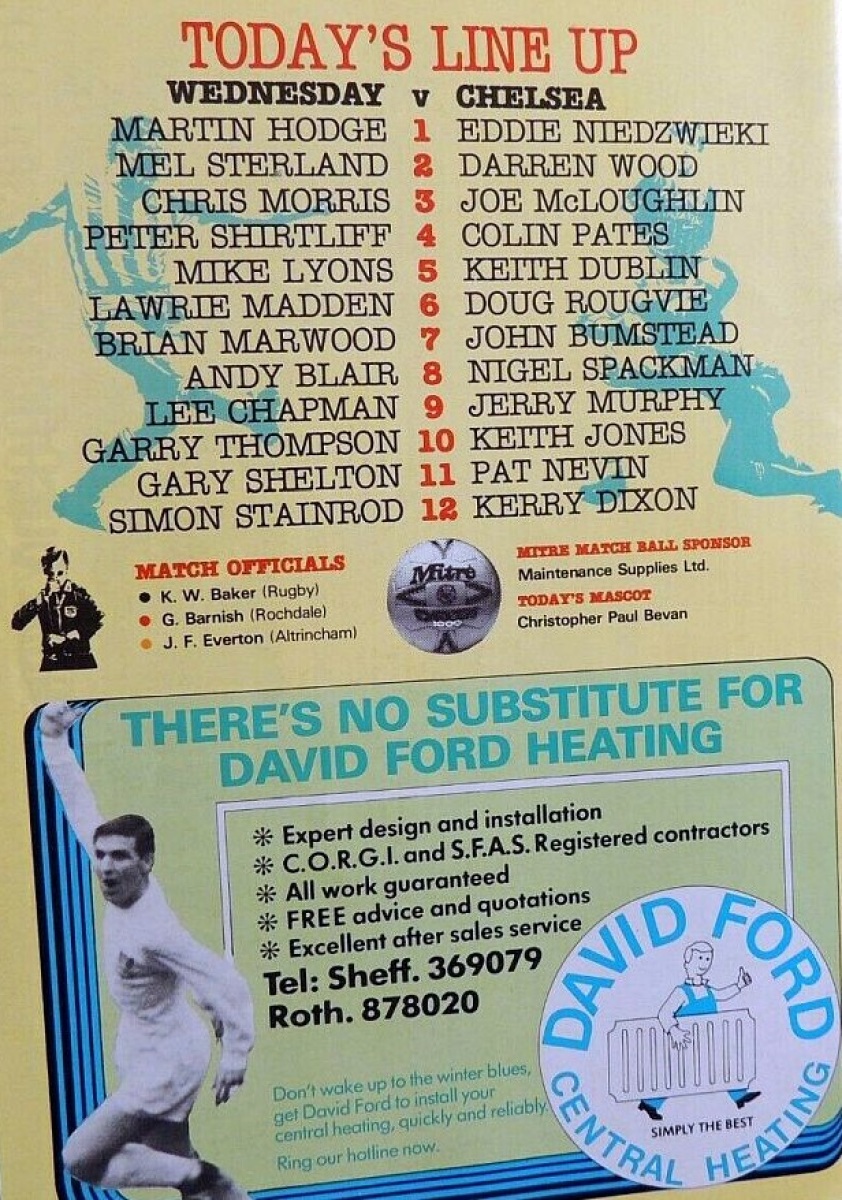 TODAY'S LINE UP
WEDNESDAY v CHELSEA
MARTIN HODGE 1 EDDIE NIEDZWIEKI
MEL STERLAND 2 DARREN WOOD
CHRIS MORRIS 3 JOE McLOUGHLIN
PETER SHIRTLIFF 4 COLIN PATES
MIKE LYONS 5 KEITH DUBLIN
LAWRIE MADDEN 6 DOUG ROUGVIE
BRIAN MARWOOD 7 JOHN BUMSTEAD
ANDY BLAIR 8 NIGEL SPACKMAN
LEE CHAPMAN 9 JERRY MURPHY
GARRY THOMPSON 10 KEITH JONES
GARY SHELTON 11 PAT NEVIN
SIMON STAINROD 12 KERRY DIXON
MATCH OFFICIALS
● K. W. Baker (Rugby)
● G. Barnish (Rochdale)
● J. F. Everton (Altrincham)
Mitre
1000
MITRE MATCH BALL SPONSOR
Maintenance Supplies Ltd.
TODAY'S MASCOT
Christopher Paul Bevan
THERE'S NO SUBSTITUTE FOR
DAVID FORD HEATING
❊ Expert design and installation
❊ C.O.R.G.I. and S.F.A.S. Registered contractors
❊ All work guaranteed
❊ FREE advice and quotations
❊ Excellent after sales service
Tel: Sheff. 369079
Roth. 878020
Don't wake up to the winter blues,
get David Ford to install your
central heating, quickly and reliably.
Ring our hotline now.
DAVID FORD
SIMPLY THE BEST
CENTRAL HEATING